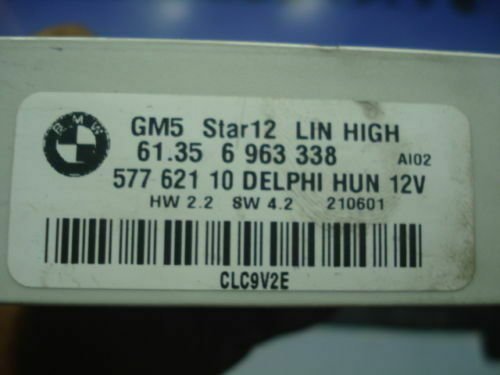 BMW
GM5 Star12 LIN HIGH
61.35 6 963 338 AI02
577 621 10 DELPHI HUN 12V
HW 2.2 SW 4.2 210601
CLC9V2E